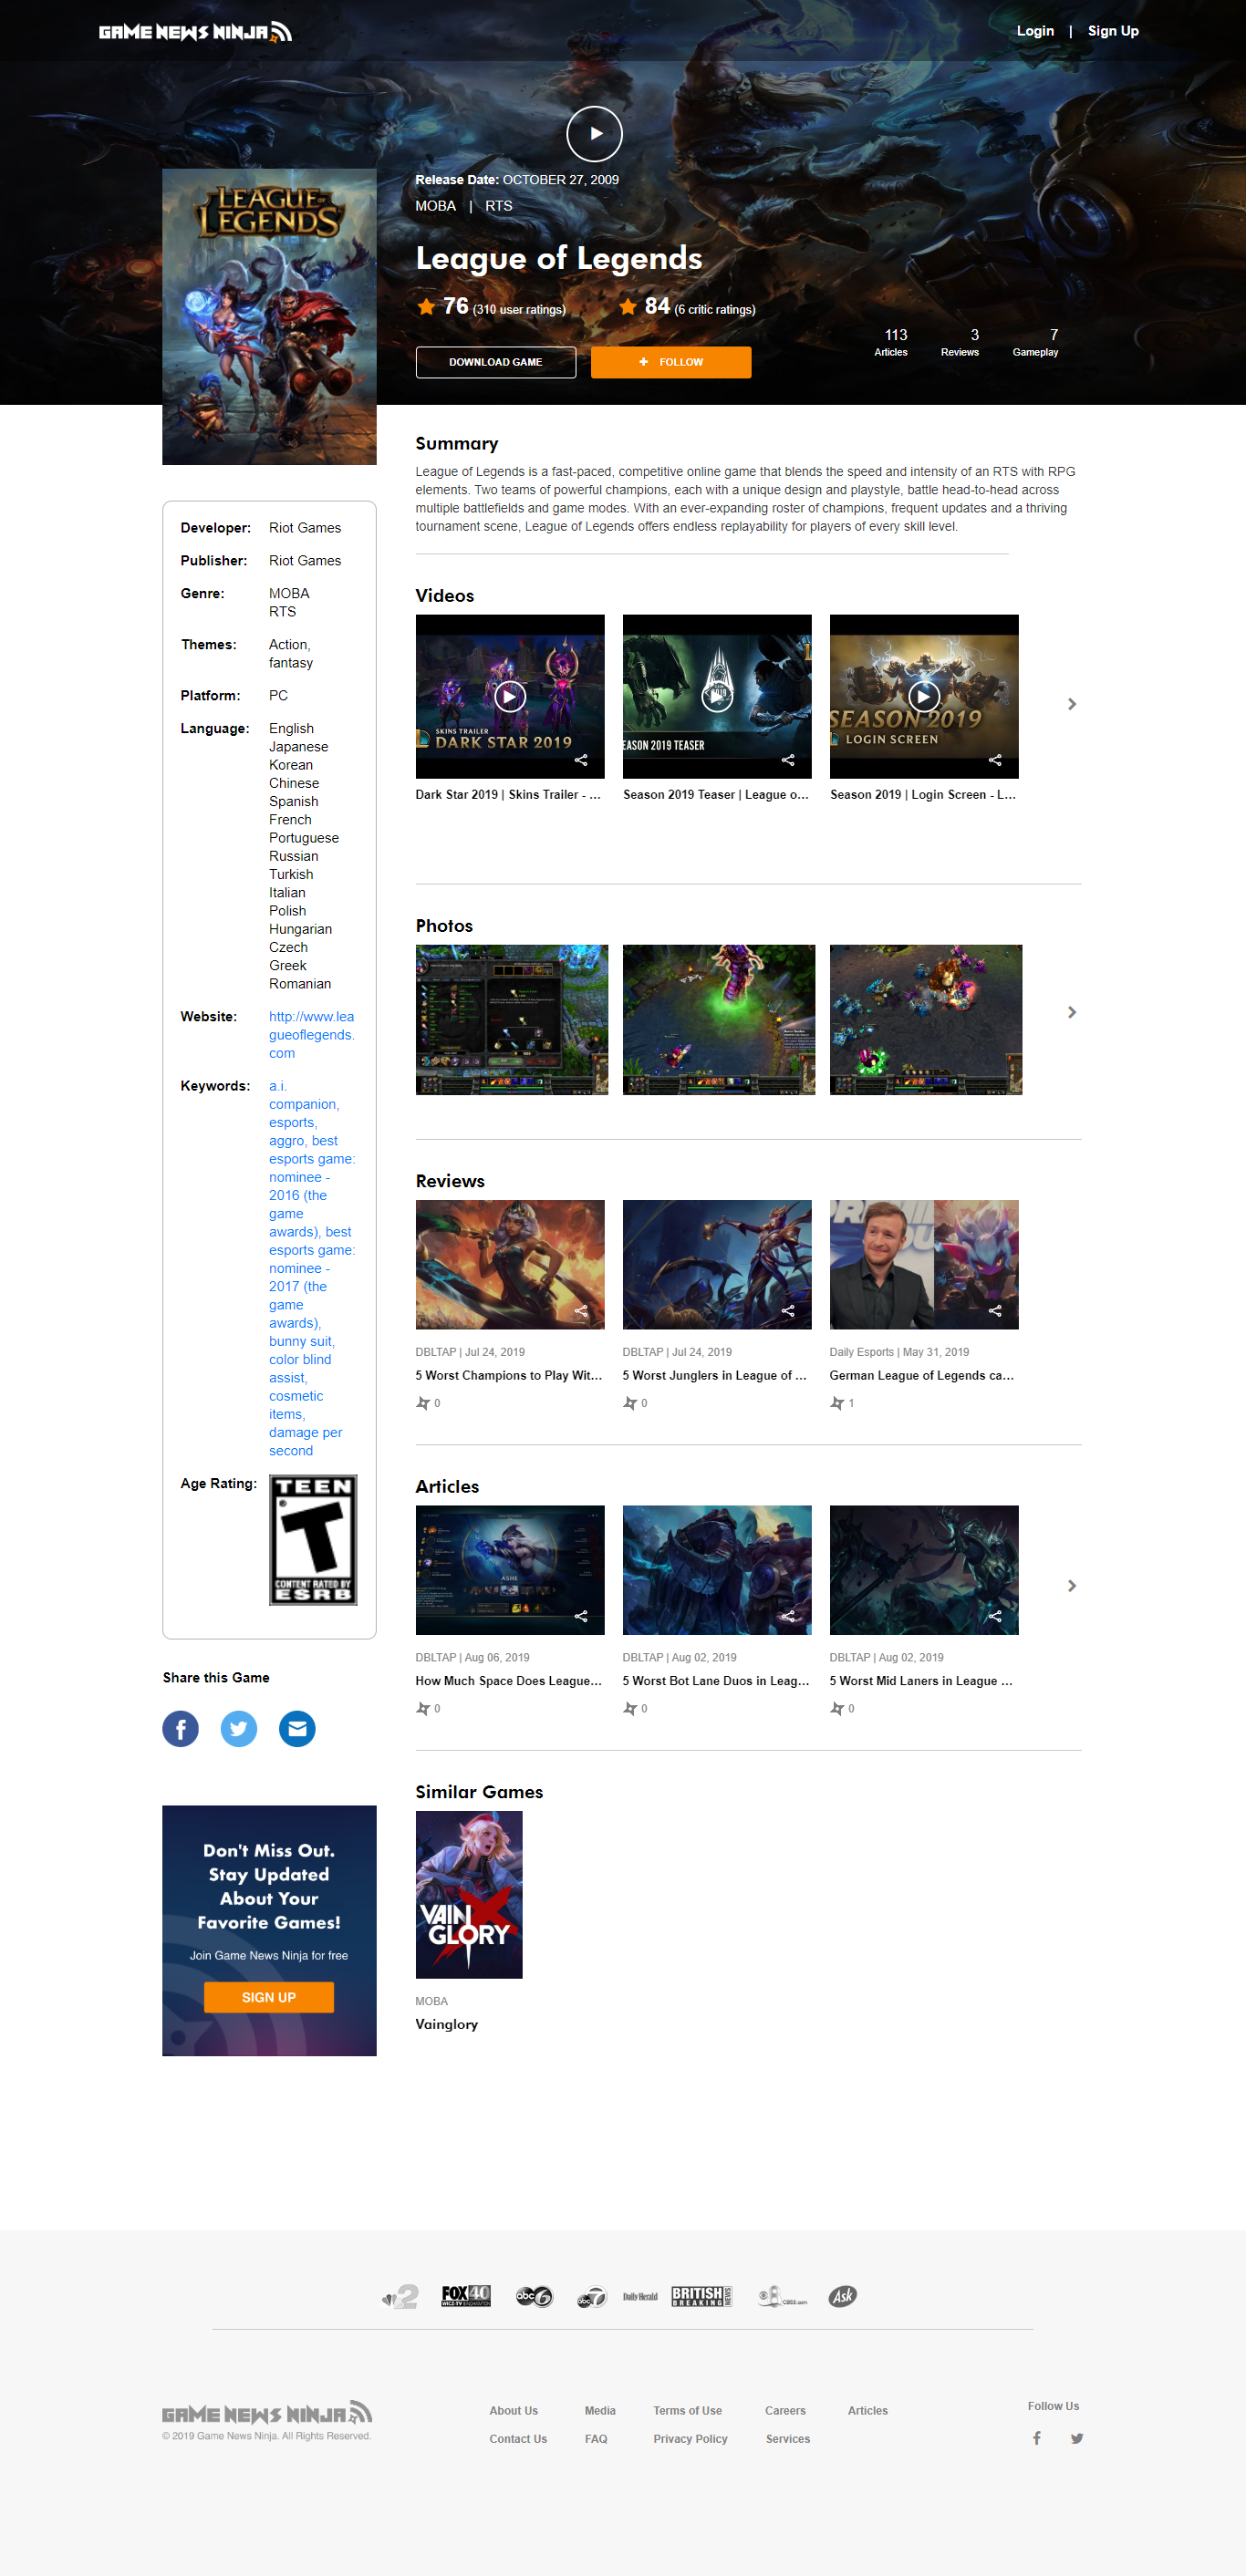 GAME NEWS NINJA
Login | Sign Up
Release Date: OCTOBER 27, 2009
MOBA | RTS
LEAGUE OF LEGENDS
League of Legends
76 (310 user ratings) 84 (6 critic ratings)
113 3 7
Articles Reviews Gameplay
DOWNLOAD GAME + FOLLOW
Summary
League of Legends is a fast-paced, competitive online game that blends the speed and intensity of an RTS with RPG
elements. Two teams of powerful champions, each with a unique design and playstyle, battle head-to-head across
multiple battlefields and game modes. With an ever-expanding roster of champions, frequent updates and a thriving
tournament scene, League of Legends offers endless replayability for players of every skill level.
Developer: Riot Games
Publisher: Riot Games
Genre: MOBA
RTS
Themes: Action,
fantasy
Platform: PC
Language: English
Japanese
Korean
Chinese
Spanish
French
Portuguese
Russian
Turkish
Italian
Polish
Hungarian
Czech
Greek
Romanian
Website: http://www.lea
gueoflegends.
com
Keywords: a.i.
companion,
esports,
aggro, best
esports game:
nominee -
2016 (the
game
awards), best
esports game:
nominee -
2017 (the
game
awards),
bunny suit,
color blind
assist,
cosmetic
items,
damage per
second
Age Rating: TEEN
T
CONTENT RATED BY
ESRB
Share this Game
Don't Miss Out.
Stay Updated
About Your
Favorite Games!
Join Game News Ninja for free
SIGN UP
Videos
SKINS TRAILER
DARK STAR 2019
2019
EASON 2019 TEASER
SEASON 2019
LOGIN SCREEN
Dark Star 2019 | Skins Trailer - ... Season 2019 Teaser | League o... Season 2019 | Login Screen - L...
Photos
Reviews
DBLTAP | Jul 24, 2019 DBLTAP | Jul 24, 2019 Daily Esports | May 31, 2019
5 Worst Champions to Play Wit... 5 Worst Junglers in League of ... German League of Legends ca...
0 0 1
Articles
ASHE
DBLTAP | Aug 06, 2019 DBLTAP | Aug 02, 2019 DBLTAP | Aug 02, 2019
How Much Space Does League... 5 Worst Bot Lane Duos in Leag... 5 Worst Mid Laners in League ...
0 0 0
Similar Games
VAIN
GLORY
MOBA
Vainglory
2 FOX 40 WICZ-TV BINGHAMTON abc 6 abc 7 Daily Herald BRITISH BREAKING NEWS CBS8.com Ask
GAME NEWS NINJA
© 2019 Game News Ninja. All Rights Reserved.
About Us Media Terms of Use Careers Articles
Contact Us FAQ Privacy Policy Services
Follow Us